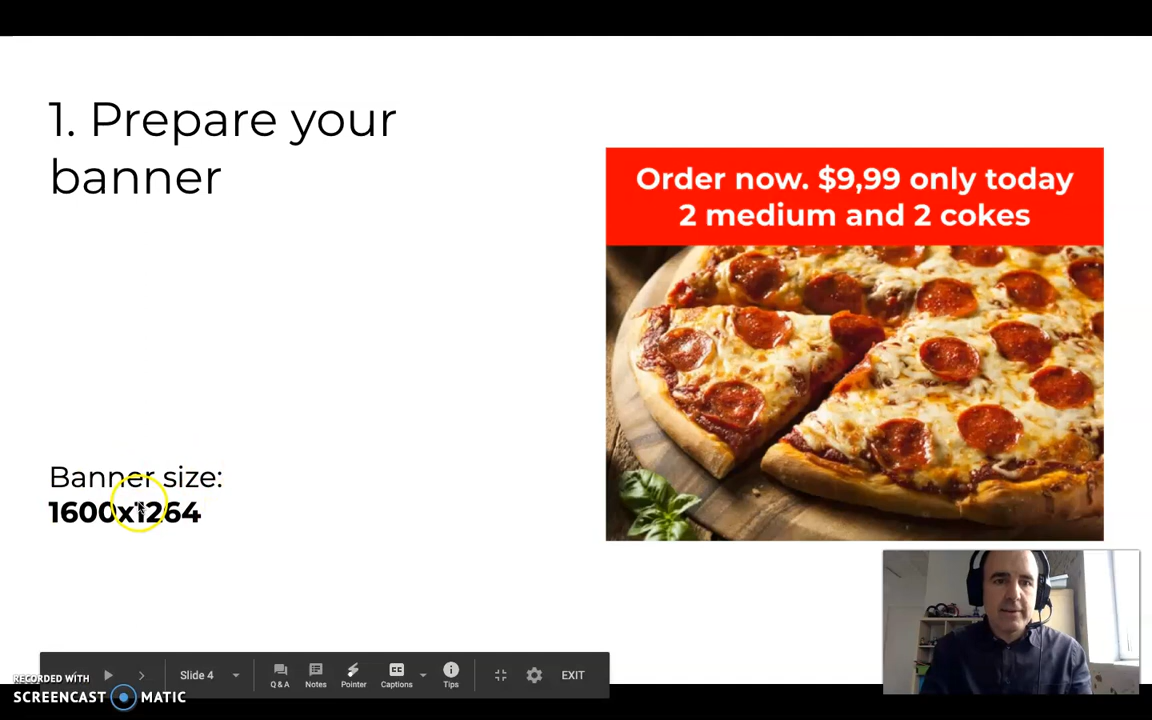 1. Prepare your
banner
Order now. $9,99 only today
2 medium and 2 cokes
Banner size:
1600x1264
Slide 4
Q & A
Notes
Pointer
CC
Captions
Tips
EXIT
RECORDED WITH
SCREENCAST MATIC